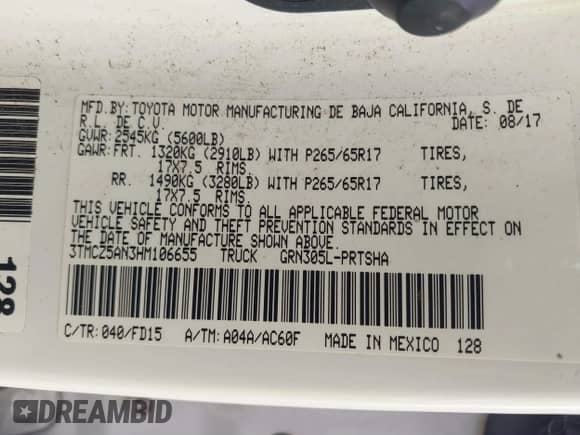 MFD.BY:TOYOTA MOTOR MANUFACTURING DE BAJA CALIFORNIA, S. DE
R.L. DE C.V. DATE: 08/17
GVWR:2545KG (5600LB)
GAWR:FRT. 1320KG (2910LB) WITH P265/65R17 TIRES,
17X7.5 RIMS.
RR. 1490KG (3280LB) WITH P265/65R17 TIRES,
17X7.5 RIMS.
THIS VEHICLE CONFORMS TO ALL APPLICABLE FEDERAL MOTOR
VEHICLE SAFETY AND THEFT PREVENTION STANDARDS IN EFFECT ON
THE DATE OF MANUFACTURE SHOWN ABOVE.
3TMCZ5AN3HM106655 TRUCK GRN305L-PRTSHA
C/TR:040/FD15 A/TM:A04A/AC60F MADE IN MEXICO 128
128
DREAMBID